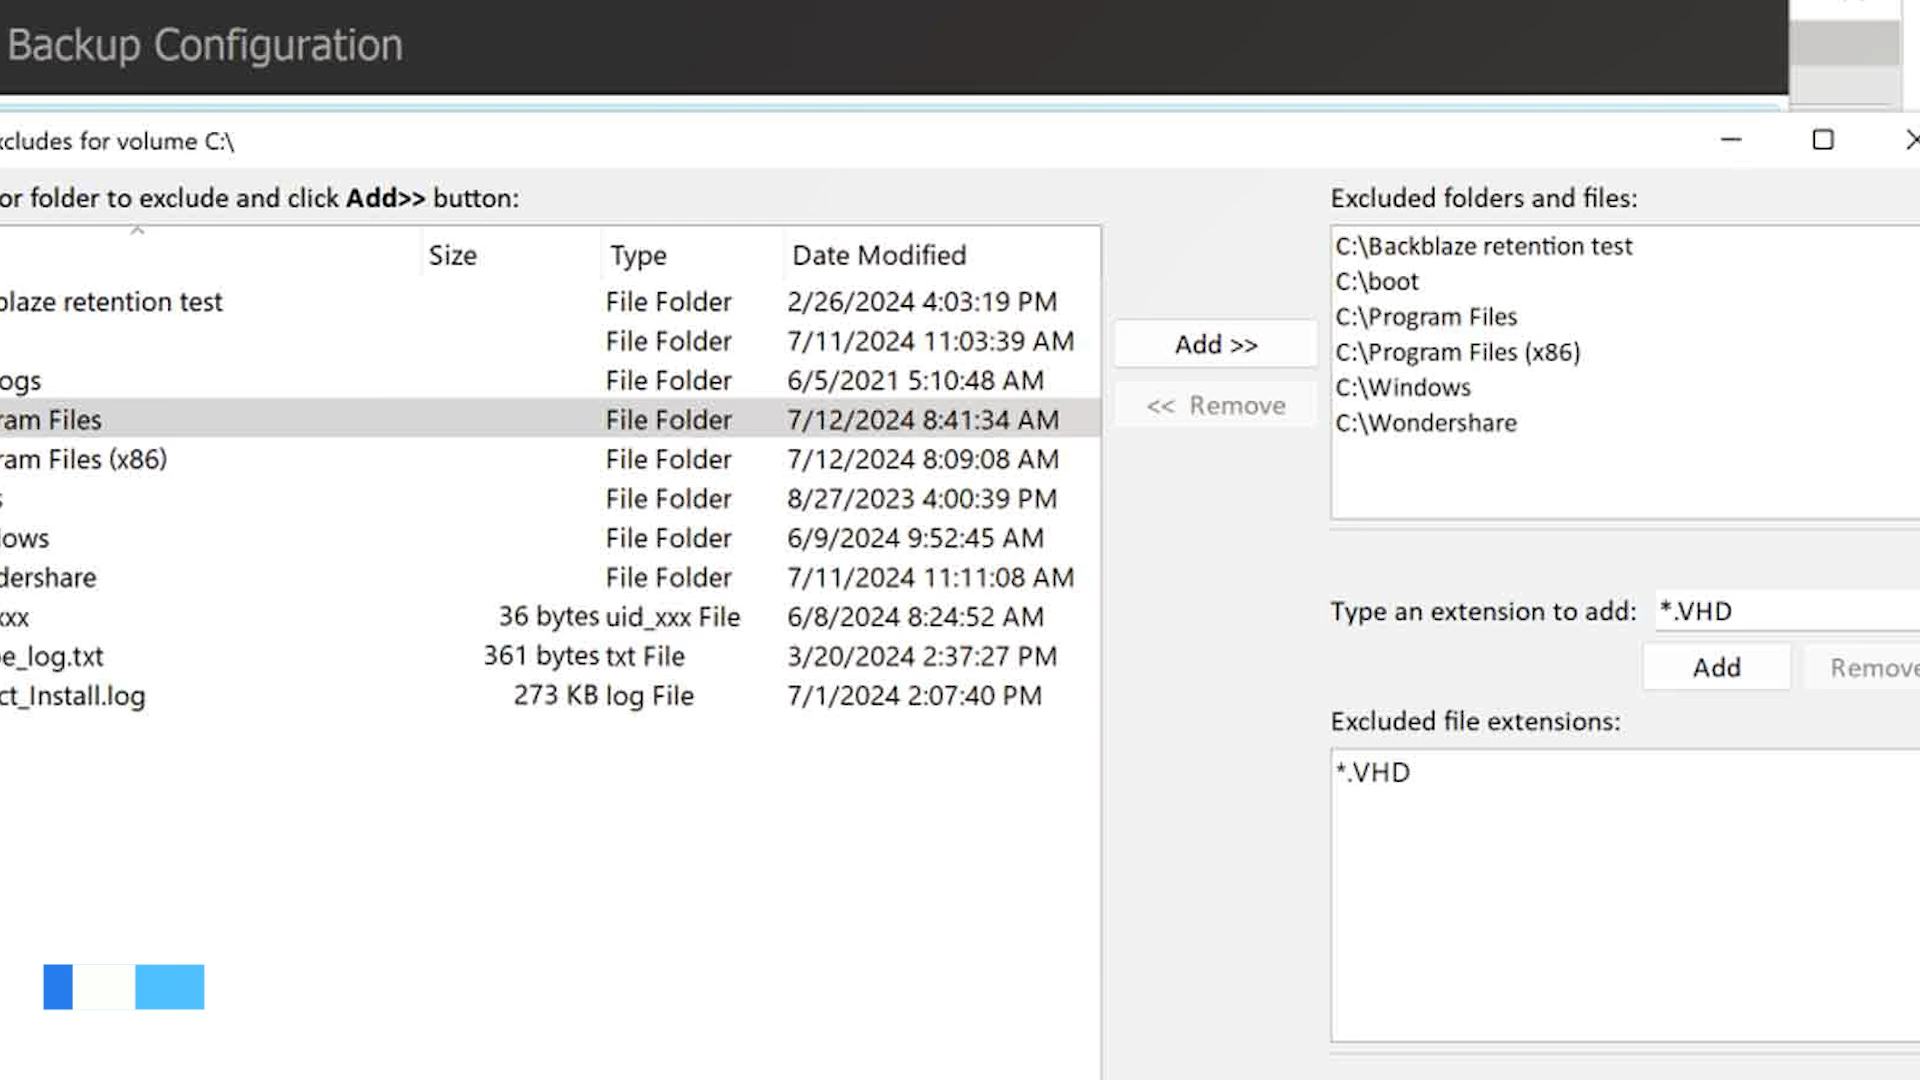 Backup Configuration
cludes for volume C:\
or folder to exclude and click Add>> button:
Size Type Date Modified
blaze retention test File Folder 2/26/2024 4:03:19 PM
File Folder 7/11/2024 11:03:39 AM
ogs File Folder 6/5/2021 5:10:48 AM
ram Files File Folder 7/12/2024 8:41:34 AM
ram Files (x86) File Folder 7/12/2024 8:09:08 AM
s File Folder 8/27/2023 4:00:39 PM
lows File Folder 6/9/2024 9:52:45 AM
dershare File Folder 7/11/2024 11:11:08 AM
xxx 36 bytes uid_xxx File 6/8/2024 8:24:52 AM
e_log.txt 361 bytes txt File 3/20/2024 2:37:27 PM
ct_Install.log 273 KB log File 7/1/2024 2:07:40 PM
Add >>
<< Remove
Excluded folders and files:
C:\Backblaze retention test
C:\boot
C:\Program Files
C:\Program Files (x86)
C:\Windows
C:\Wondershare
Type an extension to add: *.VHD
Add Remove
Excluded file extensions:
*.VHD